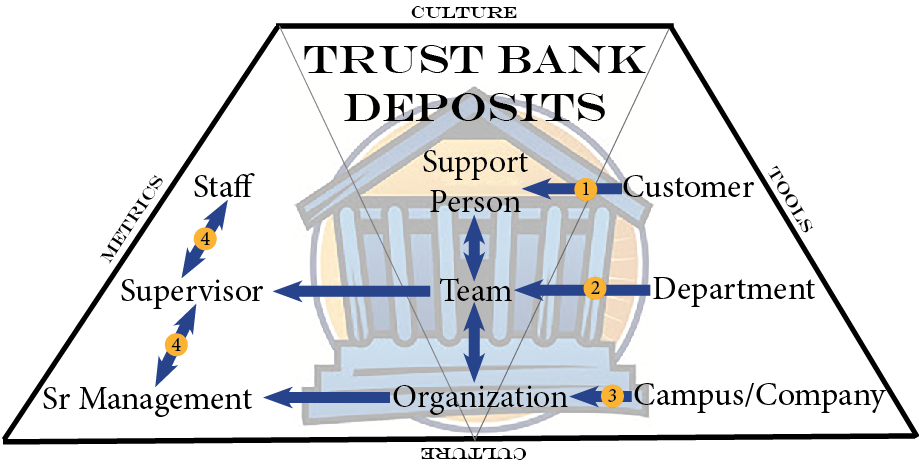 CULTURE
TRUST BANK
DEPOSITS
METRICS
TOOLS
Support
Person
Staff
1
Customer
4
Supervisor
Team
2
Department
4
Sr Management
Organization
3
Campus/Company
CULTURE